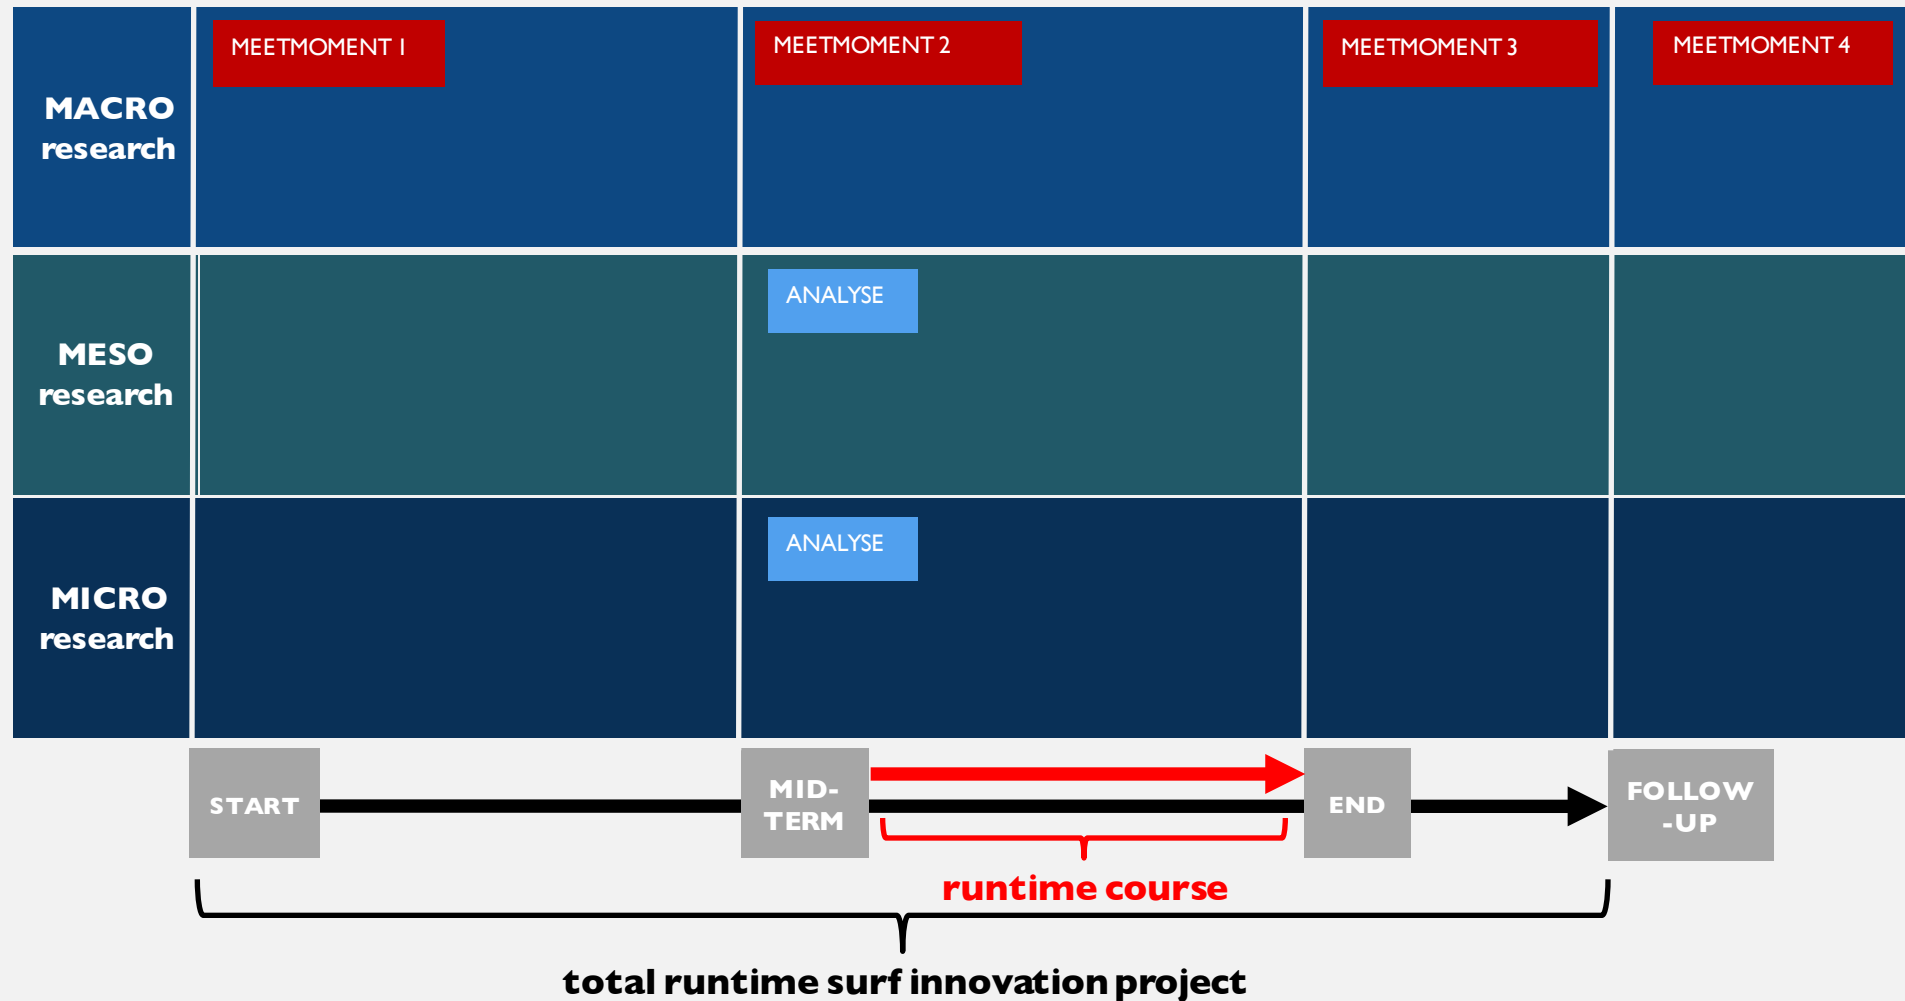 MEETMOMENT 1
MEETMOMENT 2
MEETMOMENT 3
MEETMOMENT 4
MACRO
research
ANALYSE
MESO
research
ANALYSE
MICRO
research
START
MID-
TERM
END
FOLLOW
-UP
runtime course
total runtime surf innovation project